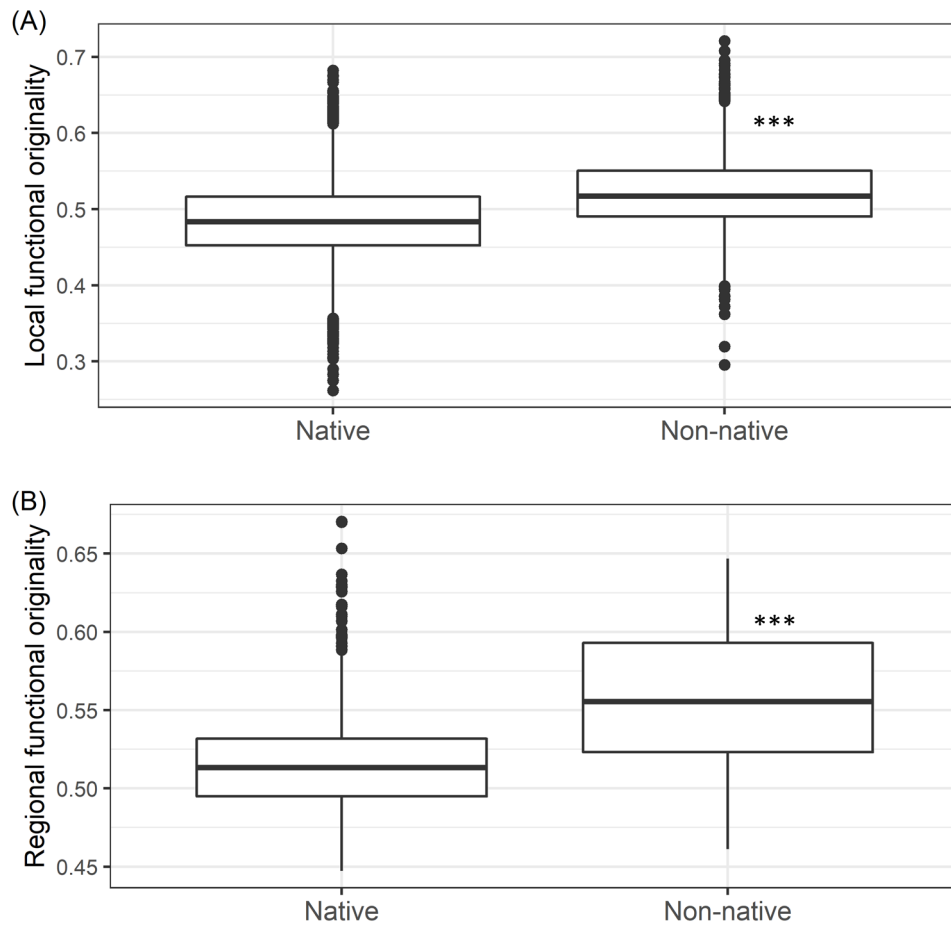 (A)
Local functional originality
0.7
0.6
0.5
0.4
0.3
***
Native
Non-native
(B)
Regional functional originality
0.65
0.60
0.55
0.50
0.45
***
Native
Non-native